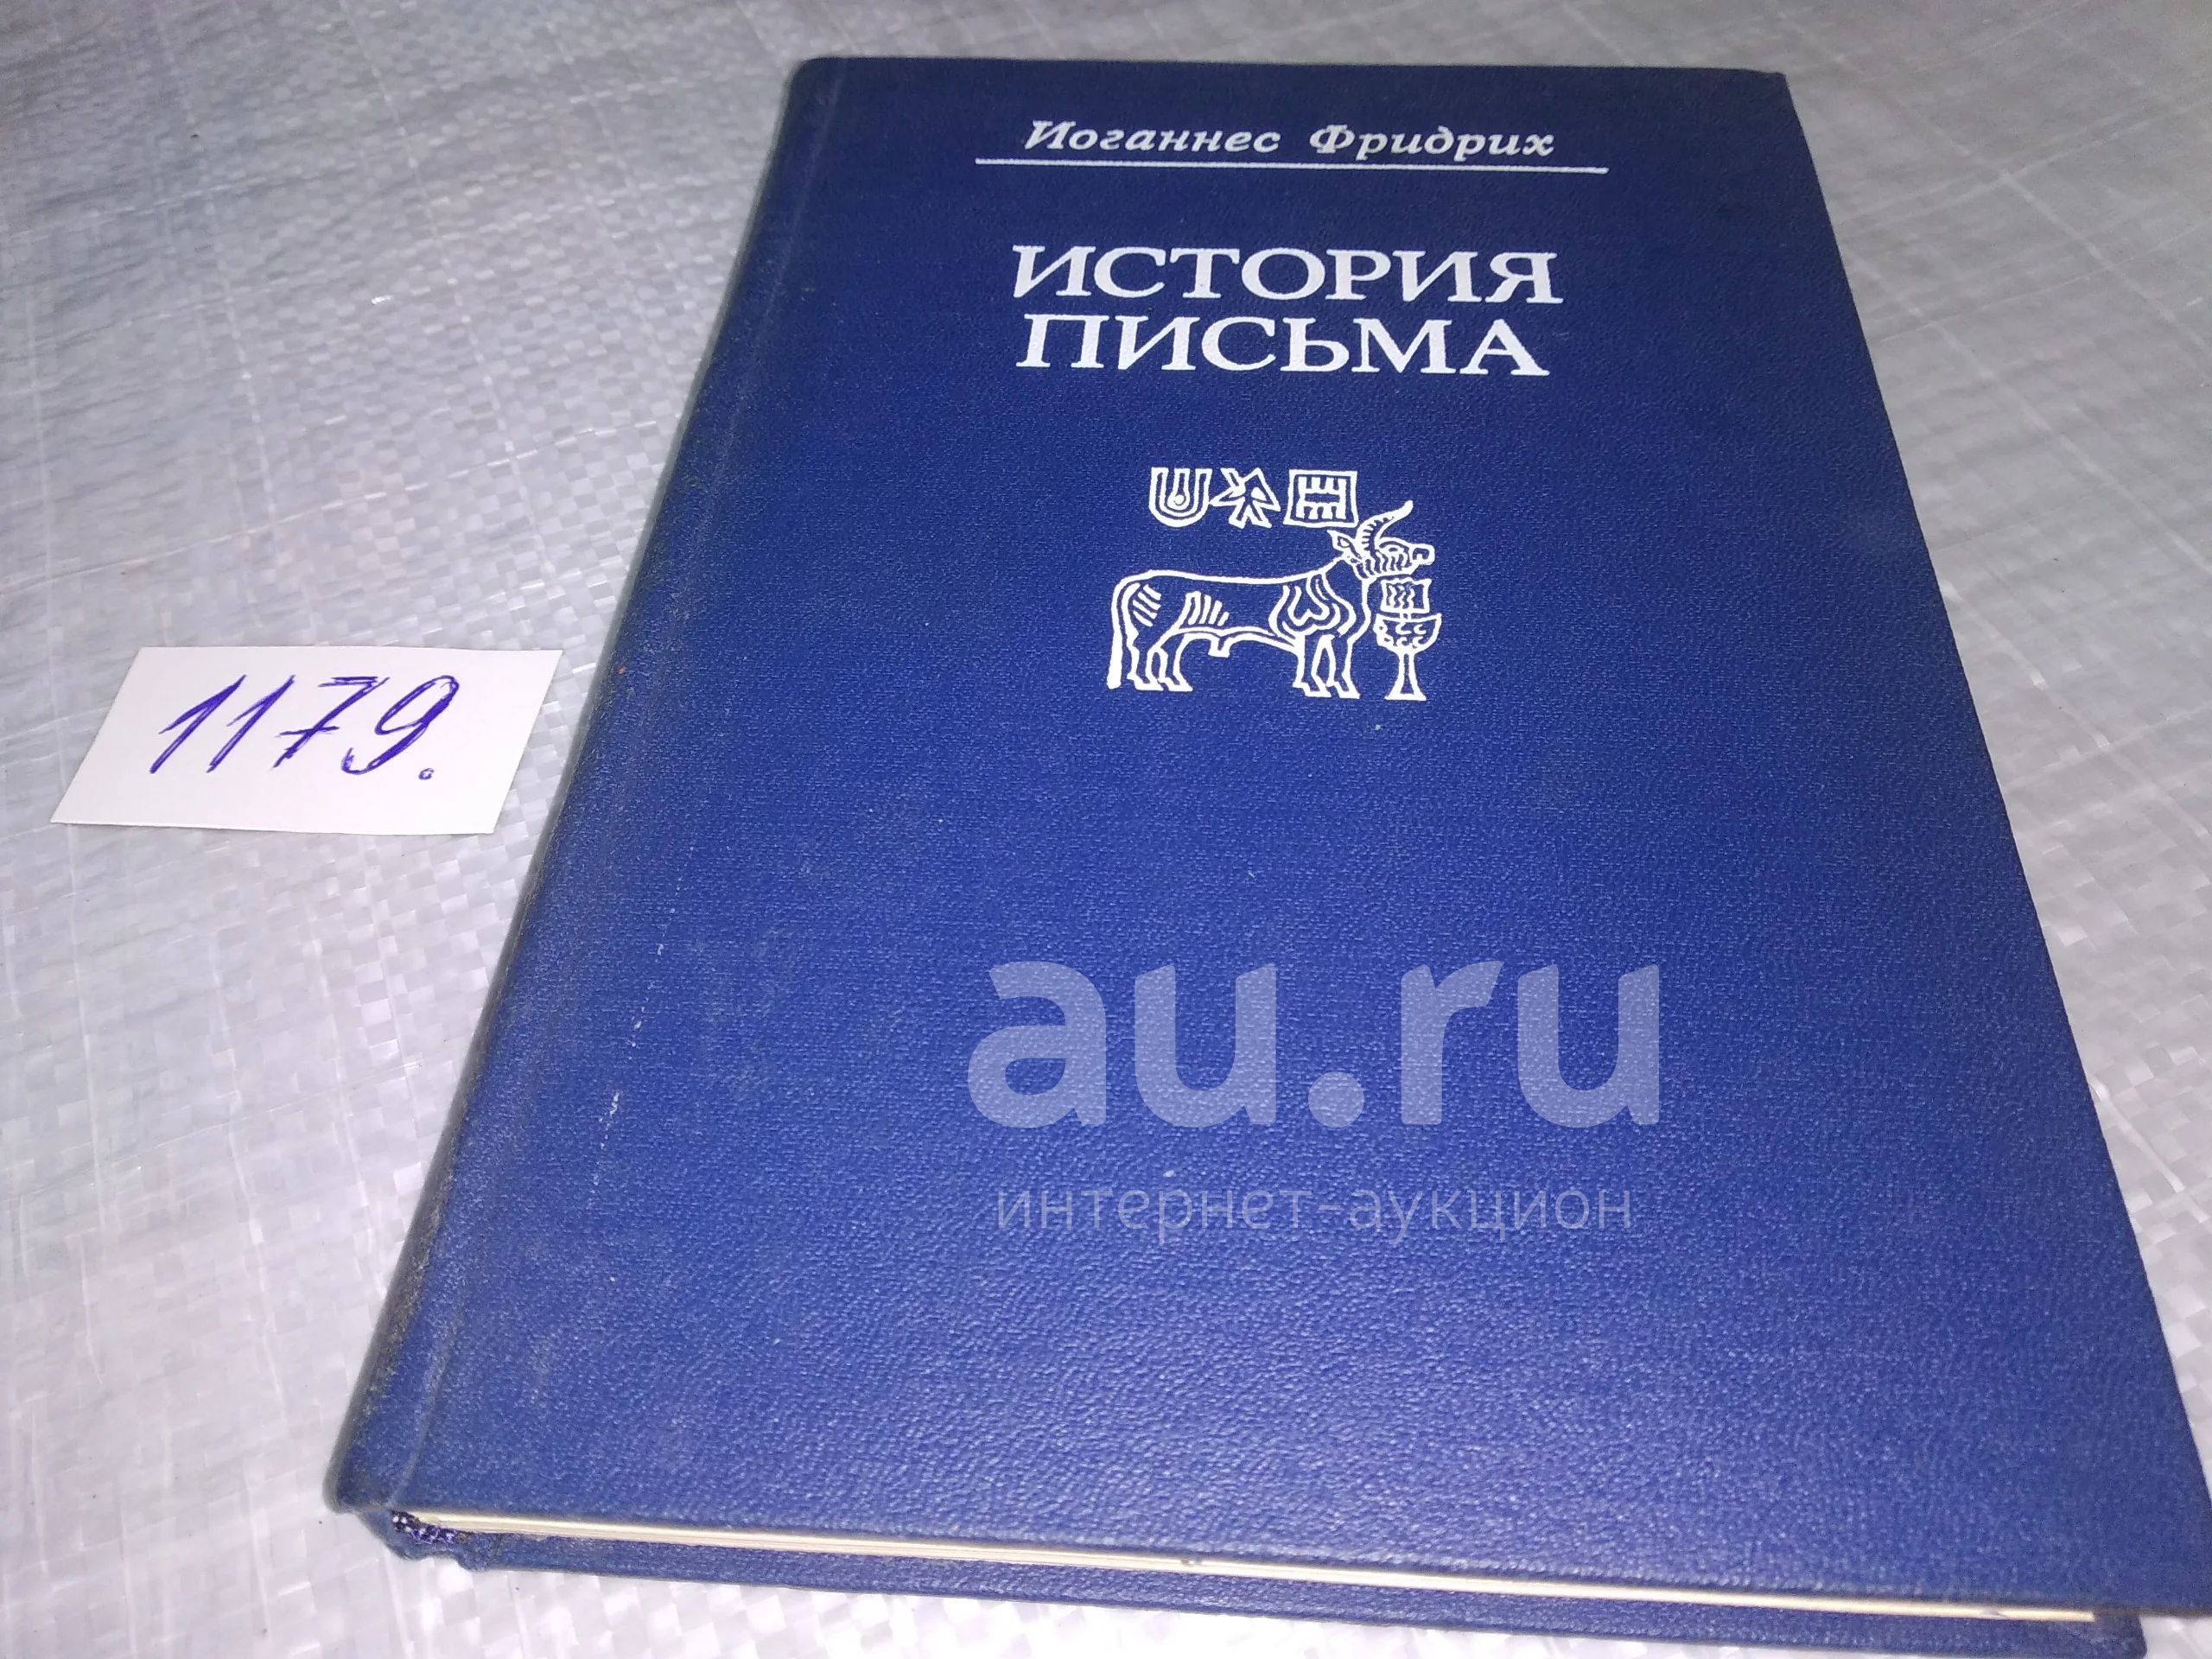 Иоганнес Фридрих
ИСТОРИЯ
ПИСЬМА
1179.
au.ru
интернет-аукцион